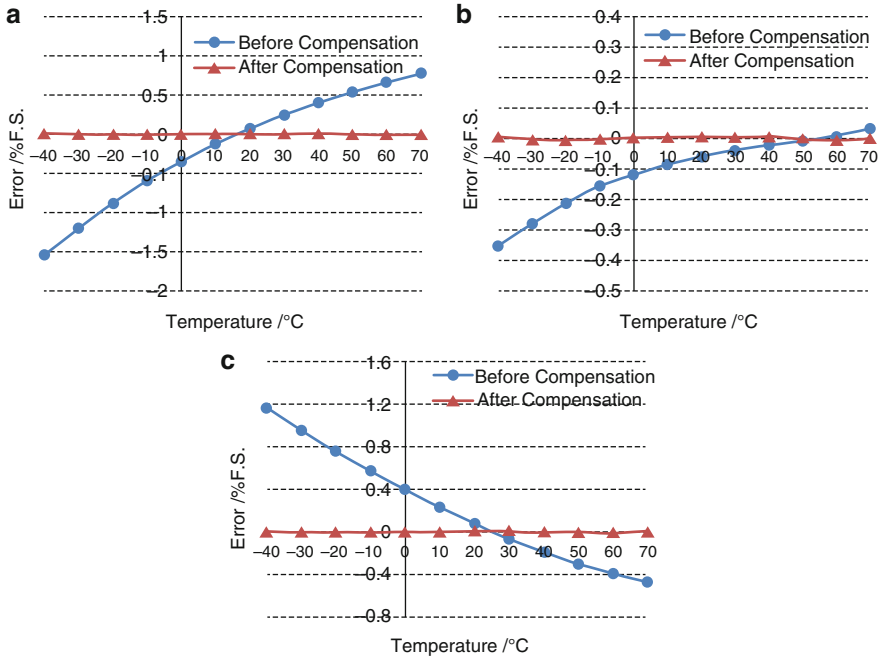 a
1.5
1
0.5
0
−0.1
−1
−1.5
−2
Before Compensation
After Compensation
−40 −30 −20 −10 0 10 20 30 40 50 60 70
Error /%F.S.
Temperature /°C
b
0.4
0.3
0.2
0.1
0
−0.1
−0.2
−0.3
−0.4
−0.5
Before Compensation
After Compensation
−40 −30 −20 −10 0 10 20 30 40 50 60 70
Error /%F.S.
Temperature /°C
c
1.6
1.2
0.8
0.4
0
−0.4
−0.8
Before Compensation
After Compensation
−40 −30 −20 −10 0 10 20 30 40 50 60 70
Error /%F.S.
Temperature /°C